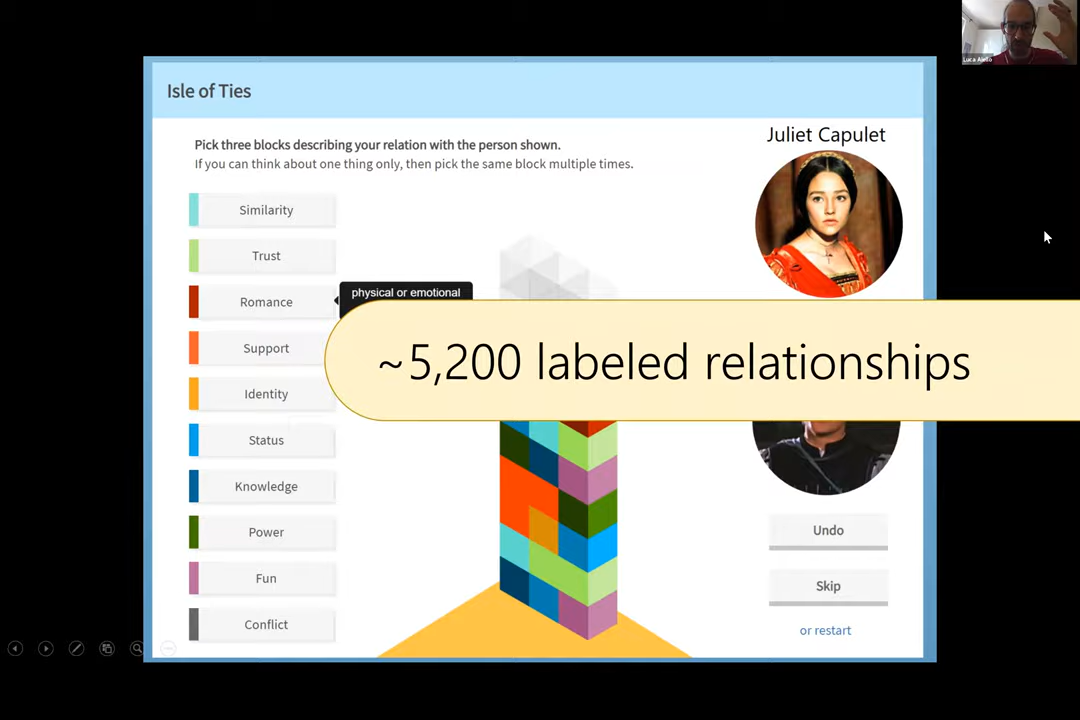 Luca Aiello
Isle of Ties
Juliet Capulet
Pick three blocks describing your relation with the person shown.
If you can think about one thing only, then pick the same block multiple times.
Similarity
Trust
physical or emotional
Romance
Support
~5,200 labeled relationships
Identity
Status
Knowledge
Power
Undo
Fun
Skip
Conflict
or restart